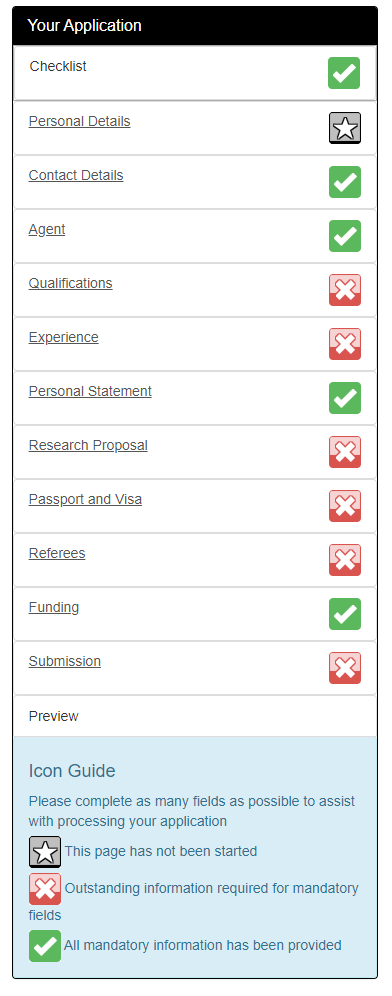 Your Application
Checklist
Personal Details
Contact Details
Agent
Qualifications
Experience
Personal Statement
Research Proposal
Passport and Visa
Referees
Funding
Submission
Preview
Icon Guide
Please complete as many fields as possible to assist
with processing your application
This page has not been started
Outstanding information required for mandatory
fields
All mandatory information has been provided